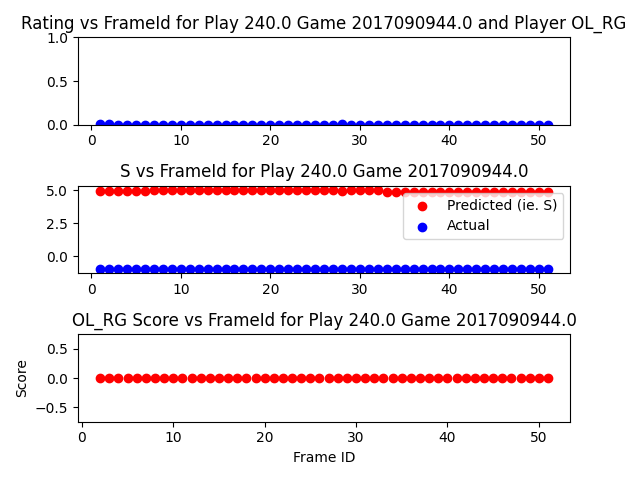 Rating vs FrameId for Play 240.0 Game 2017090944.0 and Player OL_RG
1.0
0.5
0.0
0 10 20 30 40 50
S vs FrameId for Play 240.0 Game 2017090944.0
5.0
2.5
0.0
Predicted (ie. S)
Actual
0 10 20 30 40 50
OL_RG Score vs FrameId for Play 240.0 Game 2017090944.0
Score
0.5
0.0
−0.5
0 10 20 30 40 50
Frame ID